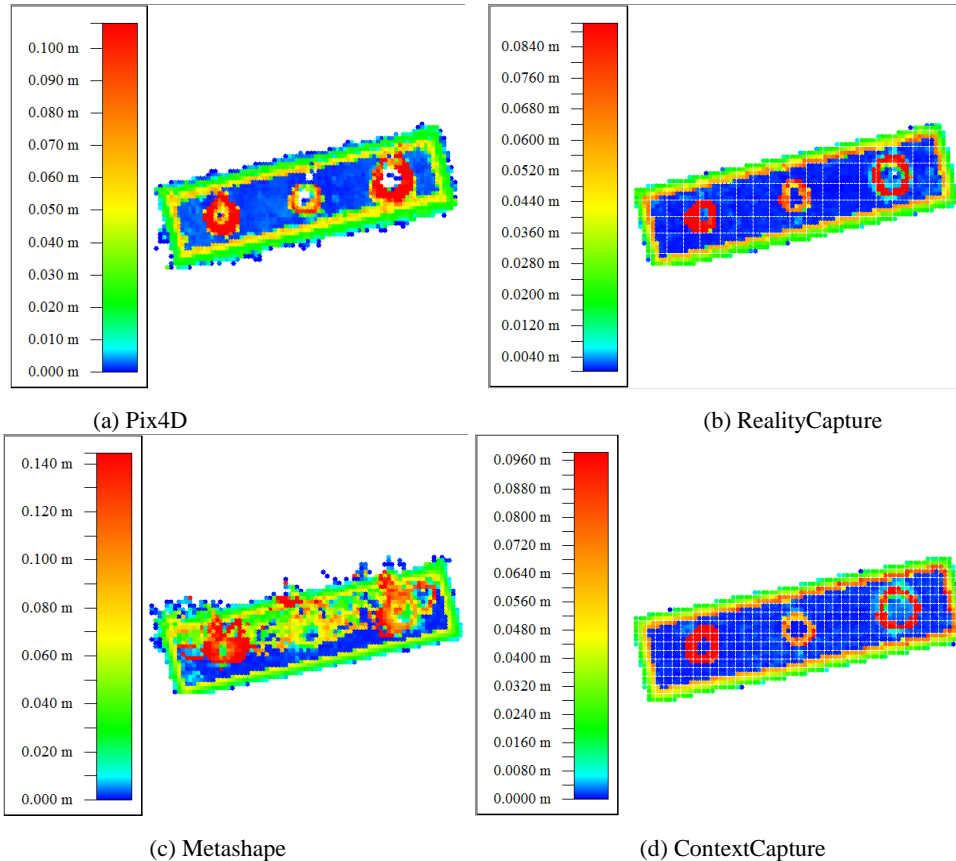 0.100 m
0.090 m
0.080 m
0.070 m
0.060 m
0.050 m
0.040 m
0.030 m
0.020 m
0.010 m
0.000 m
(a) Pix4D
0.0840 m
0.0760 m
0.0680 m
0.0600 m
0.0520 m
0.0440 m
0.0360 m
0.0280 m
0.0200 m
0.0120 m
0.0040 m
(b) RealityCapture
0.140 m
0.120 m
0.100 m
0.080 m
0.060 m
0.040 m
0.020 m
0.000 m
(c) Metashape
0.0960 m
0.0880 m
0.0800 m
0.0720 m
0.0640 m
0.0560 m
0.0480 m
0.0400 m
0.0320 m
0.0240 m
0.0160 m
0.0080 m
0.0000 m
(d) ContextCapture